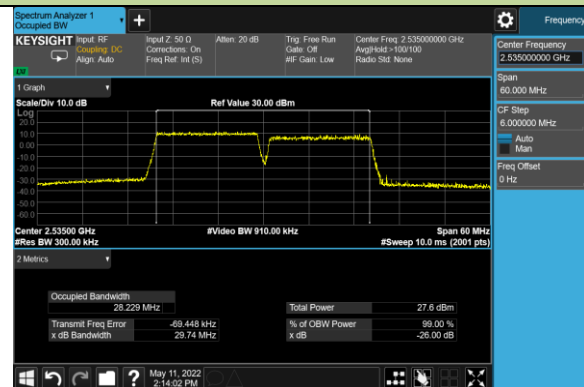 Spectrum Analyzer 1
Occupied BW
Frequency
KEYSIGHT
Input: RF
Coupling: DC
Align: Auto
Input Z: 50 Ω
Corrections: On
Freq Ref: Int (S)
Atten: 20 dB
Trig: Free Run
Gate: Off
#IF Gain: Low
Center Freq: 2.535000000 GHz
Avg|Hold:>100/100
Radio Std: None
Center Frequency
2.535000000 GHz
Span
60.000 MHz
CF Step
6.000000 MHz
Auto
Man
Freq Offset
0 Hz
1 Graph
Scale/Div 10.0 dB
Ref Value 30.00 dBm
Log
20.0
10.0
0.00
-10.0
-20.0
-30.0
-40.0
-50.0
-60.0
Center 2.53500 GHz
#Video BW 910.00 kHz
Span 60 MHz
#Res BW 300.00 kHz
#Sweep 10.0 ms (2001 pts)
2 Metrics
Occupied Bandwidth
28.229 MHz
Total Power
27.6 dBm
Transmit Freq Error
-69.448 kHz
% of OBW Power
99.00 %
x dB Bandwidth
29.74 MHz
x dB
-26.00 dB
May 11, 2022
2:14:02 PM